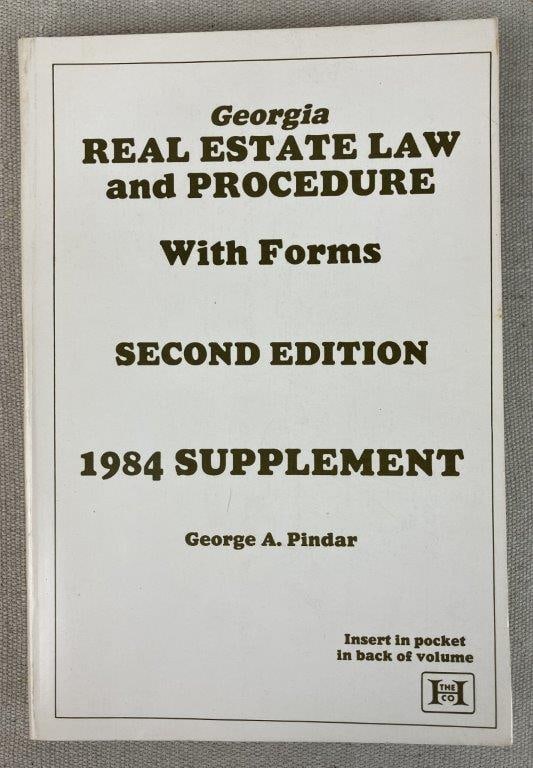 Georgia
REAL ESTATE LAW
and PROCEDURE
With Forms
SECOND EDITION
1984 SUPPLEMENT
George A. Pindar
Insert in pocket
in back of volume
THE
H
CO